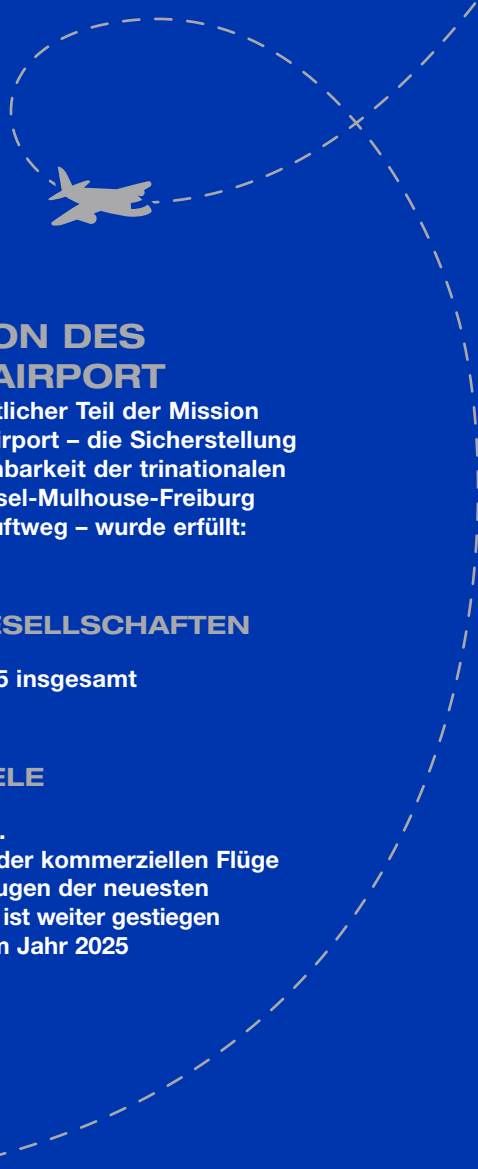 ON DES
AIRPORT
tlicher Teil der Mission
irport – die Sicherstellung
nbarkeit der trinationalen
sel-Mulhouse-Freiburg
uftweg – wurde erfüllt:
ESELLSCHAFTEN
5 insgesamt
ELE
.
der kommerziellen Flüge
ugen der neuesten
ist weiter gestiegen
m Jahr 2025